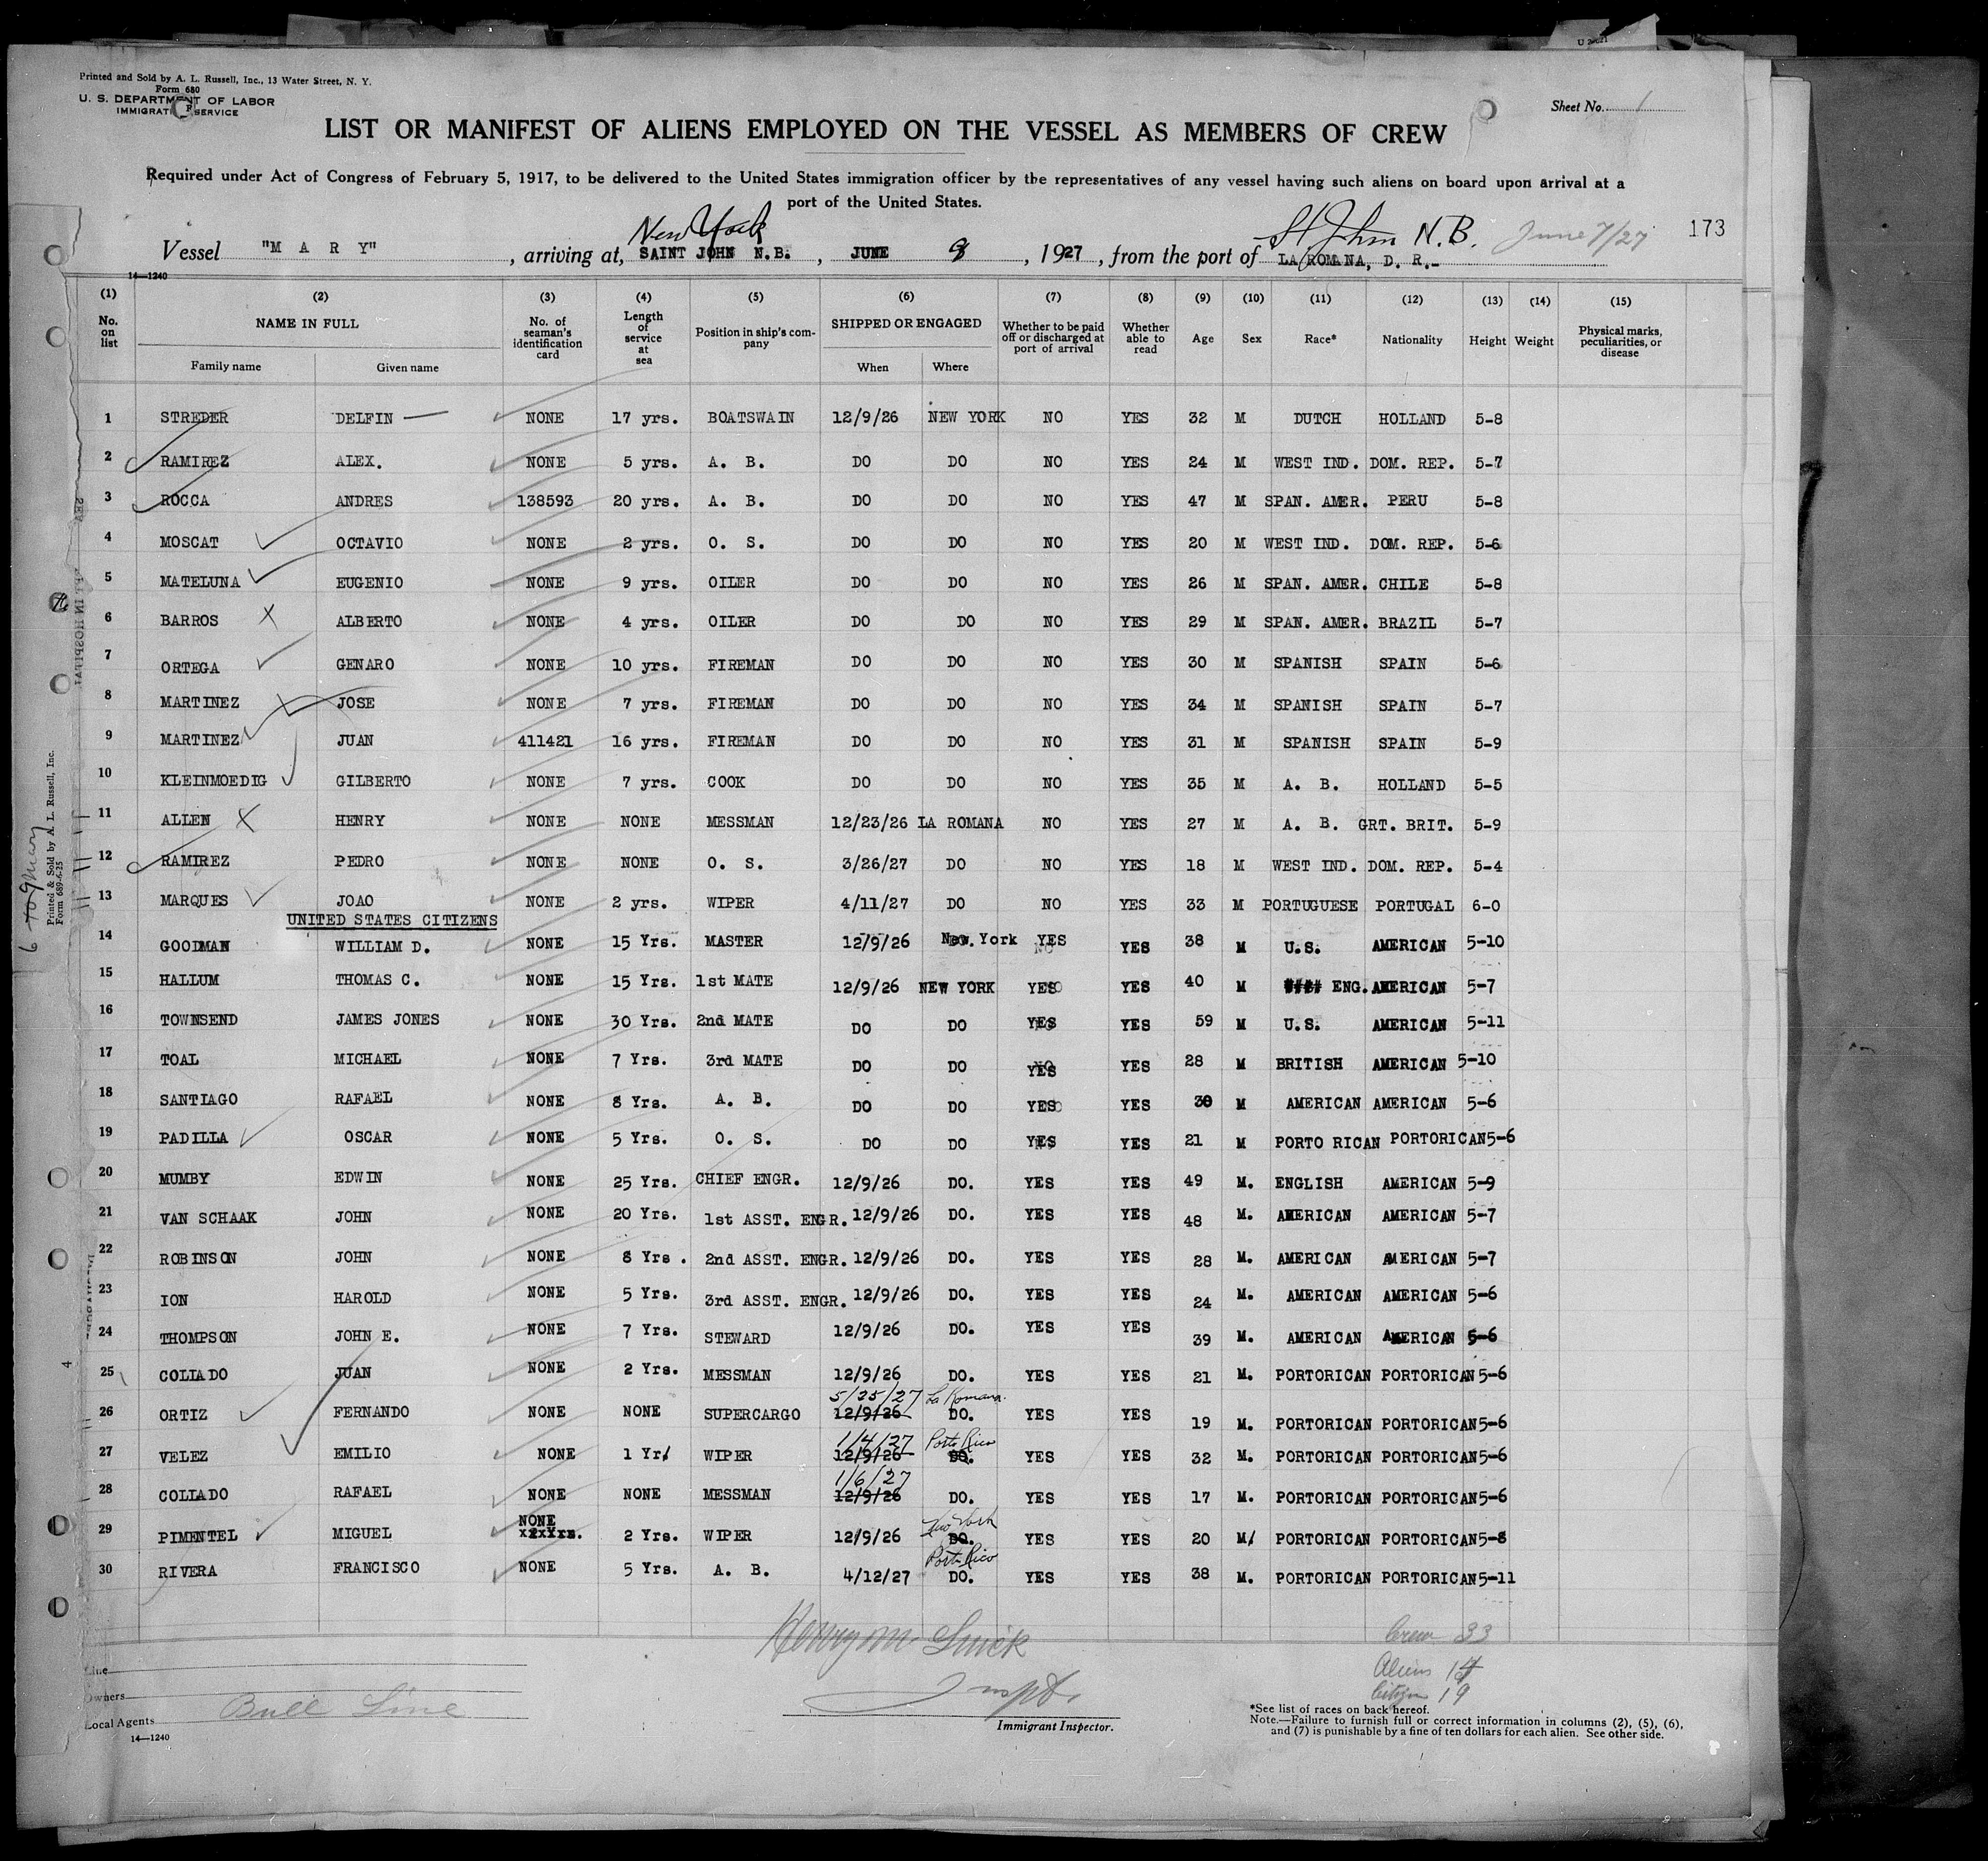 Printed and Sold by A. L. Russell, Inc., 13 Water Street, N. Y.
Form 680
U. S. DEPARTMENT OF LABOR
IMMIGRATION SERVICE
Sheet No. 1
LIST OR MANIFEST OF ALIENS EMPLOYED ON THE VESSEL AS MEMBERS OF CREW
Required under Act of Congress of February 5, 1917, to be delivered to the United States immigration officer by the representatives of any vessel having such aliens on board upon arrival at a
port of the United States.
New York St John N.B. June 7/27 173
Vessel "M A R Y" , arriving at, SAINT JOHN N.B. , JUNE 9 , 1927 , from the port of LA ROMANA, D. R.-
14—1240
(1) (2) (3) (4) (5) (6) (7) (8) (9) (10) (11) (12) (13) (14) (15)
No. on list NAME IN FULL Family name Given name No. of seaman's identification card Length of service at sea Position in ship's company SHIPPED OR ENGAGED When Where Whether to be paid off or discharged at port of arrival Whether able to read Age Sex Race* Nationality Height Weight Physical marks, peculiarities, or disease
1 STREDER DELFIN — NONE 17 yrs. BOATSWAIN 12/9/26 NEW YORK NO YES 32 M DUTCH HOLLAND 5-8
2 RAMIREZ ALEX. NONE 5 yrs. A. B. DO DO NO YES 24 M WEST IND. DOM. REP. 5-7
3 ROCCA ANDRES 138593 20 yrs. A. B. DO DO NO YES 47 M SPAN. AMER. PERU 5-8
4 MOSCAT OCTAVIO NONE 2 yrs. O. S. DO DO NO YES 20 M WEST IND. DOM. REP. 5-6
5 MATELUNA EUGENIO NONE 9 yrs. OILER DO DO NO YES 26 M SPAN. AMER. CHILE 5-8
6 BARROS X ALBERTO NONE 4 yrs. OILER DO DO NO YES 29 M SPAN. AMER. BRAZIL 5-7
7 ORTEGA GENARO NONE 10 yrs. FIREMAN DO DO NO YES 30 M SPANISH SPAIN 5-6
8 MARTINEZ JOSE NONE 7 yrs. FIREMAN DO DO NO YES 34 M SPANISH SPAIN 5-7
9 MARTINEZ JUAN 411421 16 yrs. FIREMAN DO DO NO YES 31 M SPANISH SPAIN 5-9
10 KLEINMOEDIG GILBERTO NONE 7 yrs. COOK DO DO NO YES 35 M A. B. HOLLAND 5-5
11 ALLEN X HENRY NONE NONE MESSMAN 12/23/26 LA ROMANA NO YES 27 M A. B. GRT. BRIT. 5-9
12 RAMIREZ PEDRO NONE NONE O. S. 3/26/27 DO NO YES 18 M WEST IND. DOM. REP. 5-4
13 MARQUES JOAO NONE 2 yrs. WIPER 4/11/27 DO NO YES 33 M PORTUGUESE PORTUGAL 6-0
UNITED STATES CITIZENS
14 GOODMAN WILLIAM D. NONE 15 Yrs. MASTER 12/9/26 New York YES YES 38 M U.S. AMERICAN 5-10
15 HALLUM THOMAS C. NONE 15 Yrs. 1st MATE 12/9/26 NEW YORK YES YES 40 M ENG. AMERICAN 5-7
16 TOWNSEND JAMES JONES NONE 30 Yrs. 2nd MATE DO DO YES YES 59 M U.S. AMERICAN 5-11
17 TOAL MICHAEL NONE 7 Yrs. 3rd MATE DO DO YES YES 28 M BRITISH AMERICAN 5-10
18 SANTIAGO RAFAEL NONE 8 Yrs. A. B. DO DO YES YES 30 M AMERICAN AMERICAN 5-6
19 PADILLA OSCAR NONE 5 Yrs. O. S. DO DO YES YES 21 M PORTO RICAN PORTORICAN 5-6
20 MUMBY EDWIN NONE 25 Yrs. CHIEF ENGR. 12/9/26 DO. YES YES 49 M. ENGLISH AMERICAN 5-9
21 VAN SCHAAK JOHN NONE 20 Yrs. 1st ASST. ENGR. 12/9/26 DO. YES YES 48 M. AMERICAN AMERICAN 5-7
22 ROBINSON JOHN NONE 8 Yrs. 2nd ASST. ENGR. 12/9/26 DO. YES YES 28 M. AMERICAN AMERICAN 5-7
23 ION HAROLD NONE 5 Yrs. 3rd ASST. ENGR. 12/9/26 DO. YES YES 24 M. AMERICAN AMERICAN 5-6
24 THOMPSON JOHN E. NONE 7 Yrs. STEWARD 12/9/26 DO. YES YES 39 M. AMERICAN AMERICAN 5-6
25 COLLADO JUAN NONE 2 Yrs. MESSMAN 12/9/26 DO. YES YES 21 M. PORTORICAN PORTORICAN 5-6
5/25/27 La Romana.
26 ORTIZ FERNANDO NONE NONE SUPERCARGO 12/9/26 DO. YES YES 19 M. PORTORICAN PORTORICAN 5-6
1/4/27 Porto Rico
27 VELEZ EMILIO NONE 1 Yr/ WIPER 12/9/26 DO. YES YES 32 M. PORTORICAN PORTORICAN 5-6
1/6/27
28 COLLADO RAFAEL NONE NONE MESSMAN 12/9/26 DO. YES YES 17 M. PORTORICAN PORTORICAN 5-6
NONE New York
29 PIMENTEL MIGUEL 2 Yrs. WIPER 12/9/26 DO. YES YES 20 M/ PORTORICAN PORTORICAN 5-8
Porto Rico
30 RIVERA FRANCISCO NONE 5 Yrs. A. B. 4/12/27 DO. YES YES 38 M. PORTORICAN PORTORICAN 5-11
Crew 33
Aliens 14
Citizen 19
Line
Owners
Bull Line
Local Agents
14—1240
Inspt.
Immigrant Inspector.
*See list of races on back hereof.
Note.—Failure to furnish full or correct information in columns (2), (5), (6),
and (7) is punishable by a fine of ten dollars for each alien. See other side.
Printed & Sold by A. L. Russell, Inc.
Form 689-6-25